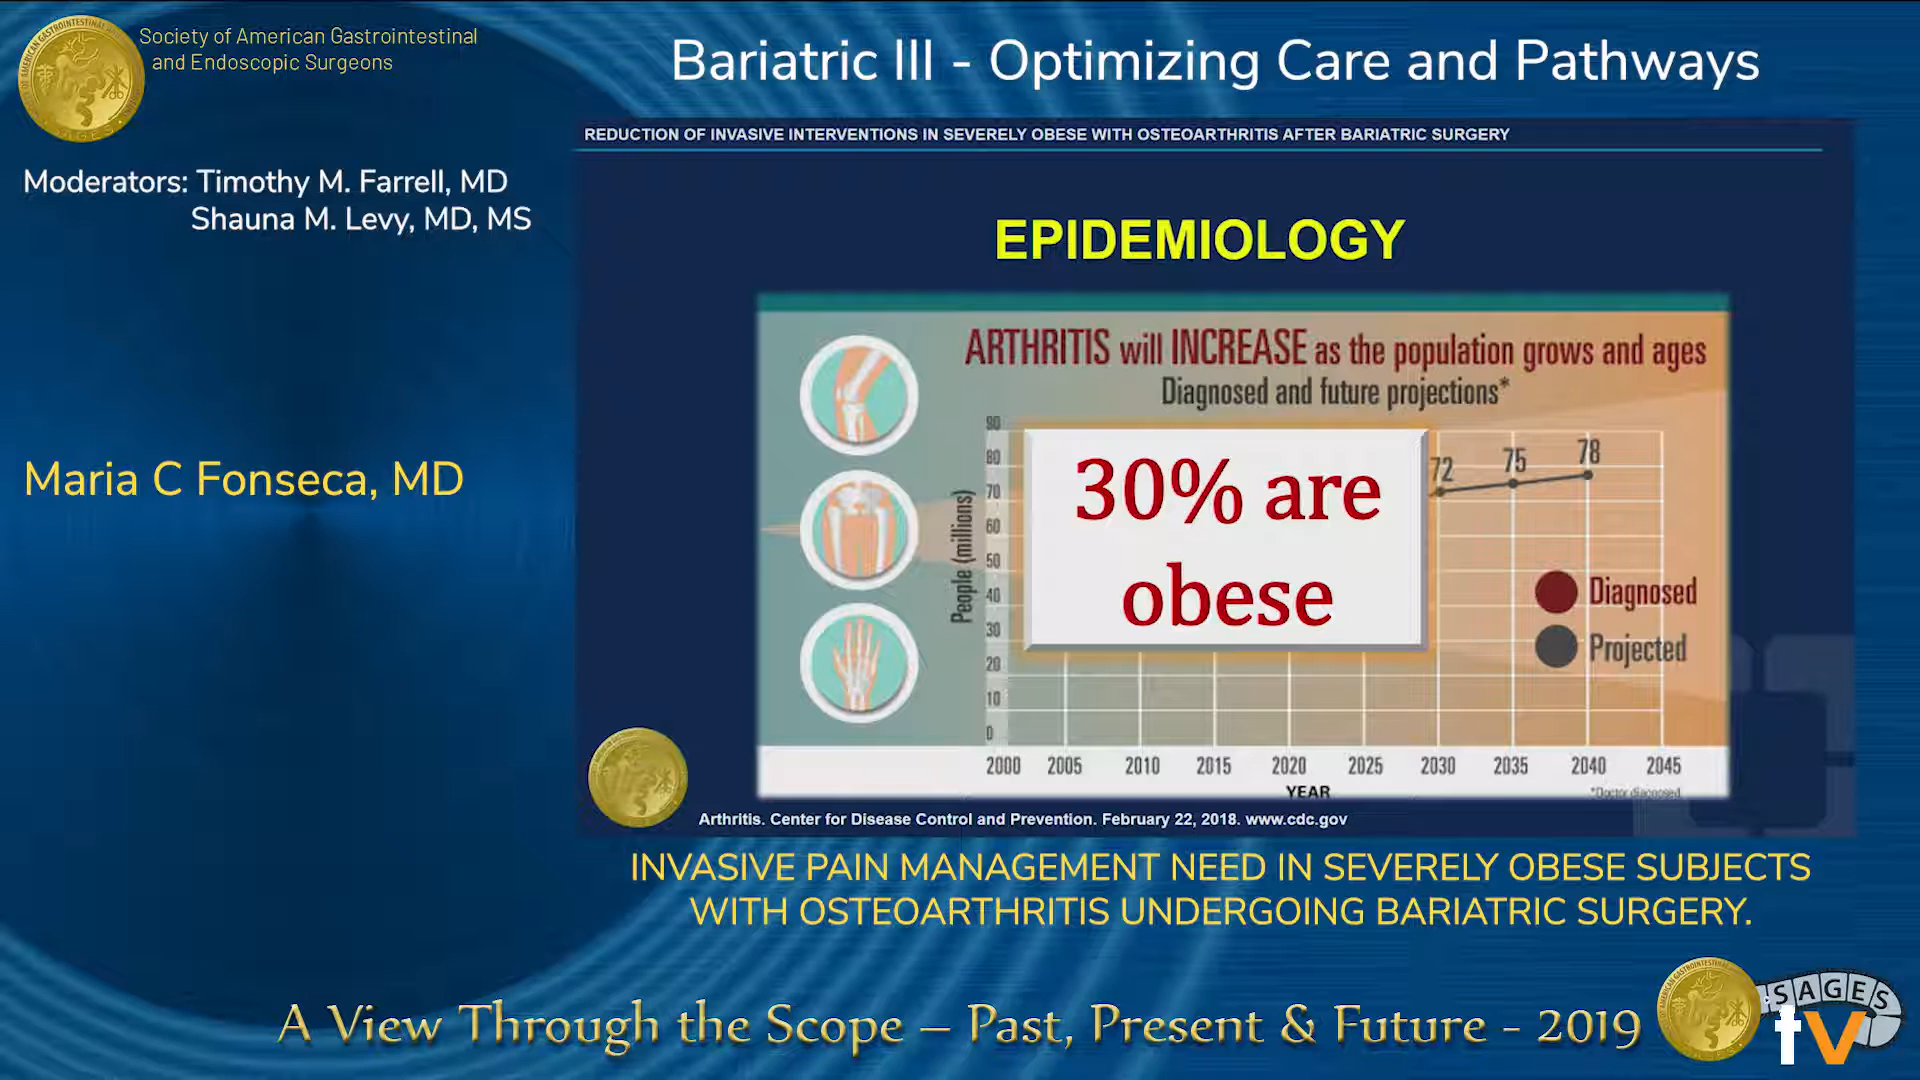 Society of American Gastrointestinal
and Endoscopic Surgeons
Bariatric III - Optimizing Care and Pathways
Moderators: Timothy M. Farrell, MD
Shauna M. Levy, MD, MS
Maria C Fonseca, MD
REDUCTION OF INVASIVE INTERVENTIONS IN SEVERELY OBESE WITH OSTEOARTHRITIS AFTER BARIATRIC SURGERY
EPIDEMIOLOGY
ARTHRITIS will INCREASE as the population grows and ages
Diagnosed and future projections*
People (millions)
90
80
70
60
50
40
30
20
10
0
30% are
obese
72 75 78
Diagnosed
Projected
2000 2005 2010 2015 2020 2025 2030 2035 2040 2045
YEAR
*Doctor diagnosed
Arthritis. Center for Disease Control and Prevention. February 22, 2018. www.cdc.gov
INVASIVE PAIN MANAGEMENT NEED IN SEVERELY OBESE SUBJECTS
WITH OSTEOARTHRITIS UNDERGOING BARIATRIC SURGERY.
A View Through the Scope – Past, Present & Future - 2019
SAGES
tv